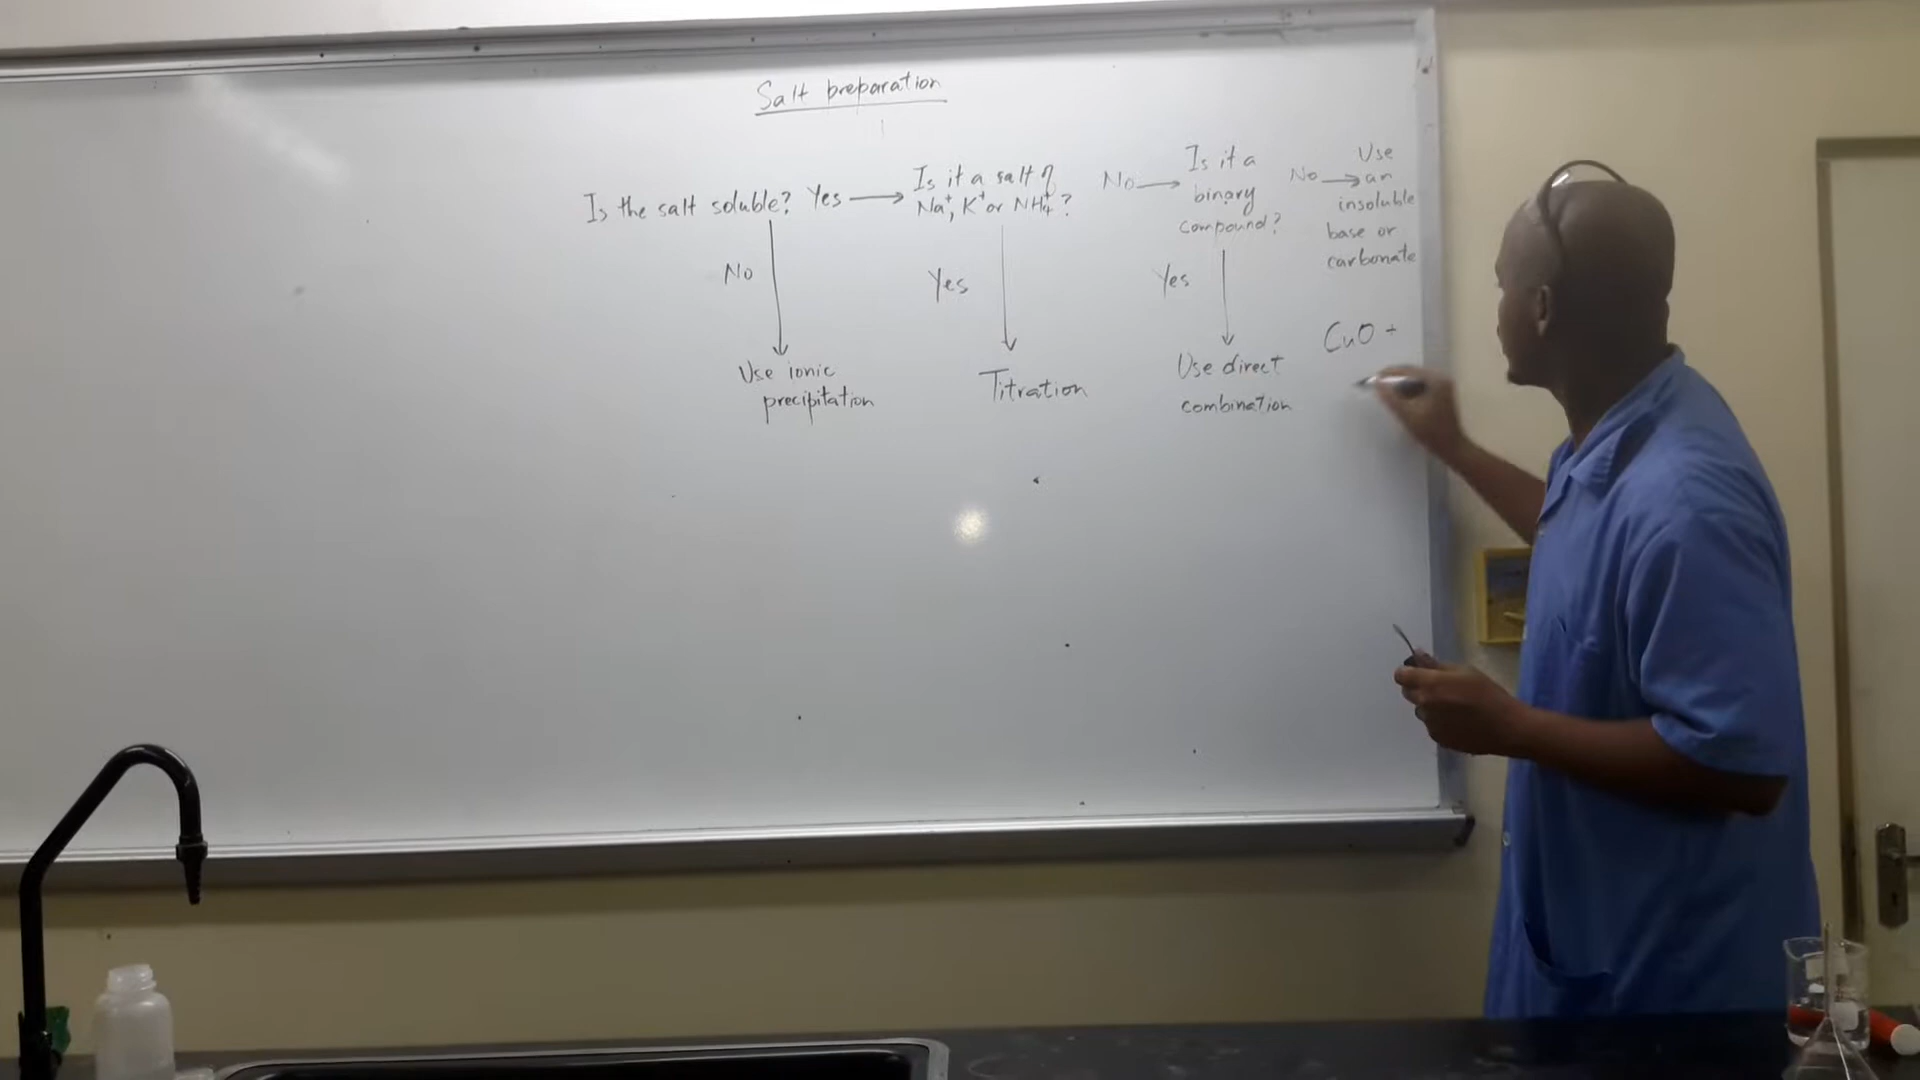 Salt preparation
Is the salt soluble? Yes →
No
Use ionic
precipitation
Is it a salt of
Na⁺, K⁺ or NH₄⁺?
Yes
Titration
No →
Is it a
binary
compound?
Yes
Use direct
combination
No →
Use
an
insoluble
base or
carbonate
CuO +